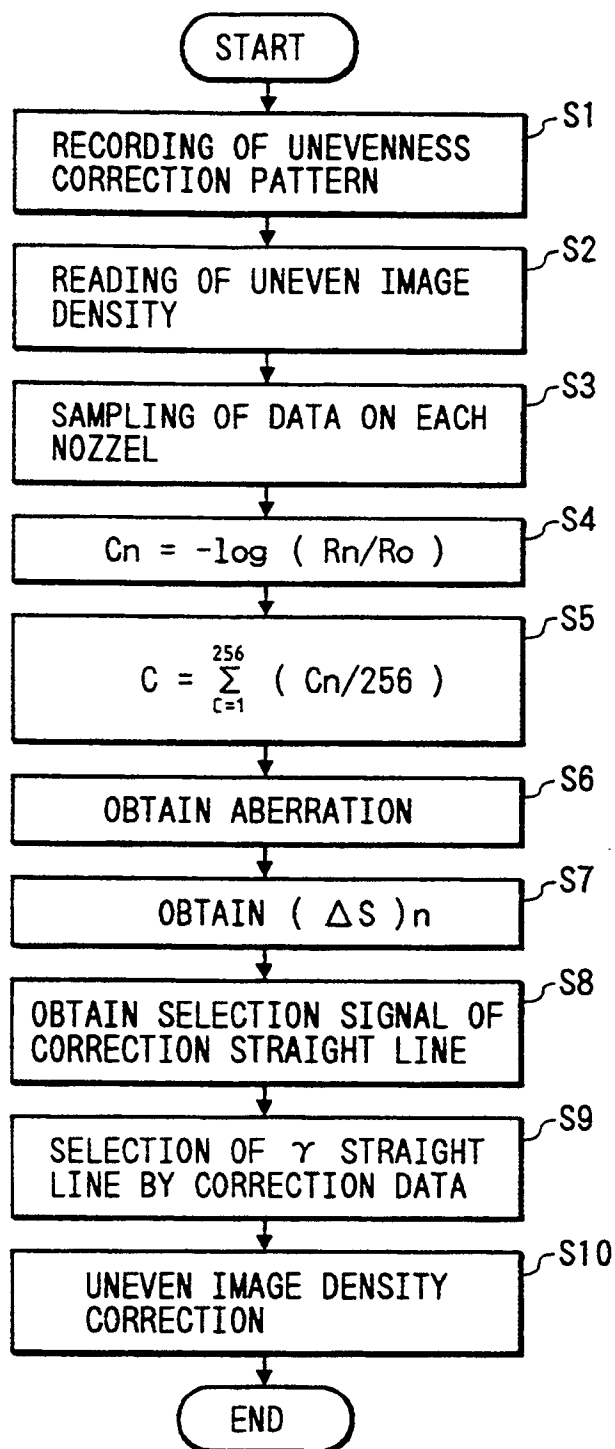 START
S1
RECORDING OF UNEVENNESS
CORRECTION PATTERN
S2
READING OF UNEVEN IMAGE
DENSITY
S3
SAMPLING OF DATA ON EACH
NOZZEL
S4
Cn = -log ( Rn/Ro )
S5
256
C = Σ ( Cn/256 )
C=1
S6
OBTAIN ABERRATION
S7
OBTAIN ( ΔS )n
S8
OBTAIN SELECTION SIGNAL OF
CORRECTION STRAIGHT LINE
S9
SELECTION OF γ STRAIGHT
LINE BY CORRECTION DATA
S10
UNEVEN IMAGE DENSITY
CORRECTION
END